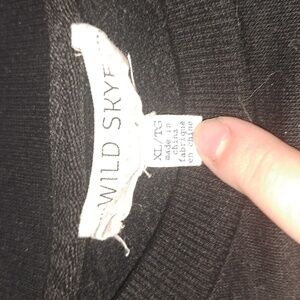 WILD SKYE
XL/TG
made in
china
fabriqué
en chine